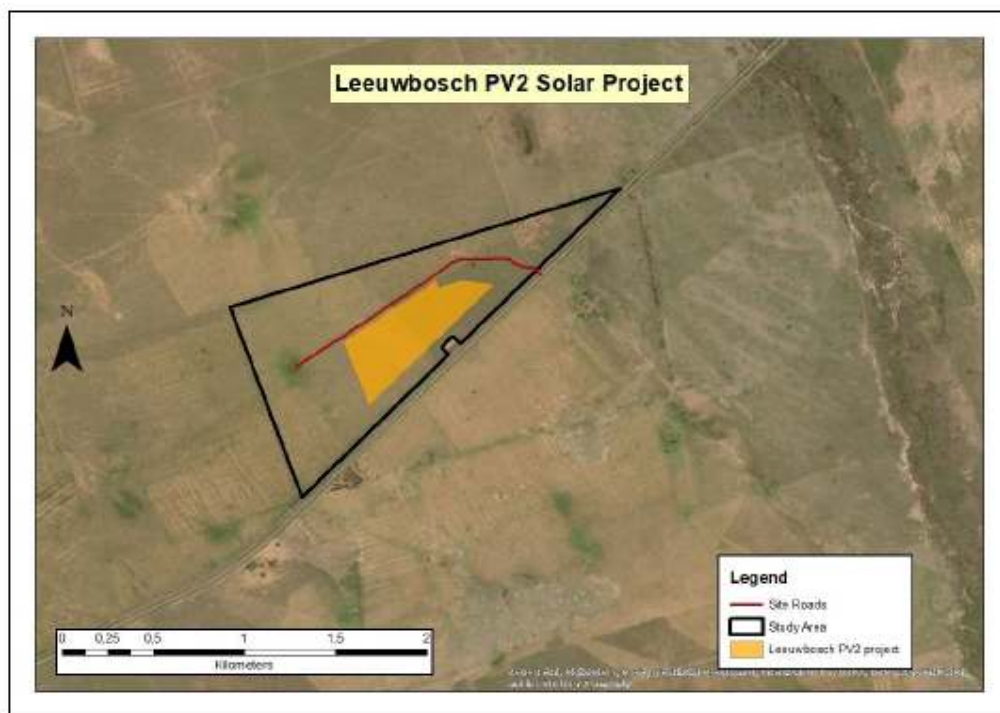 Leeuwbosch PV2 Solar Project
N
Legend
Site Roads
Study Area
Leeuwbosch PV2 project
0 0,25 0,5 1 1,5 2
Kilometers